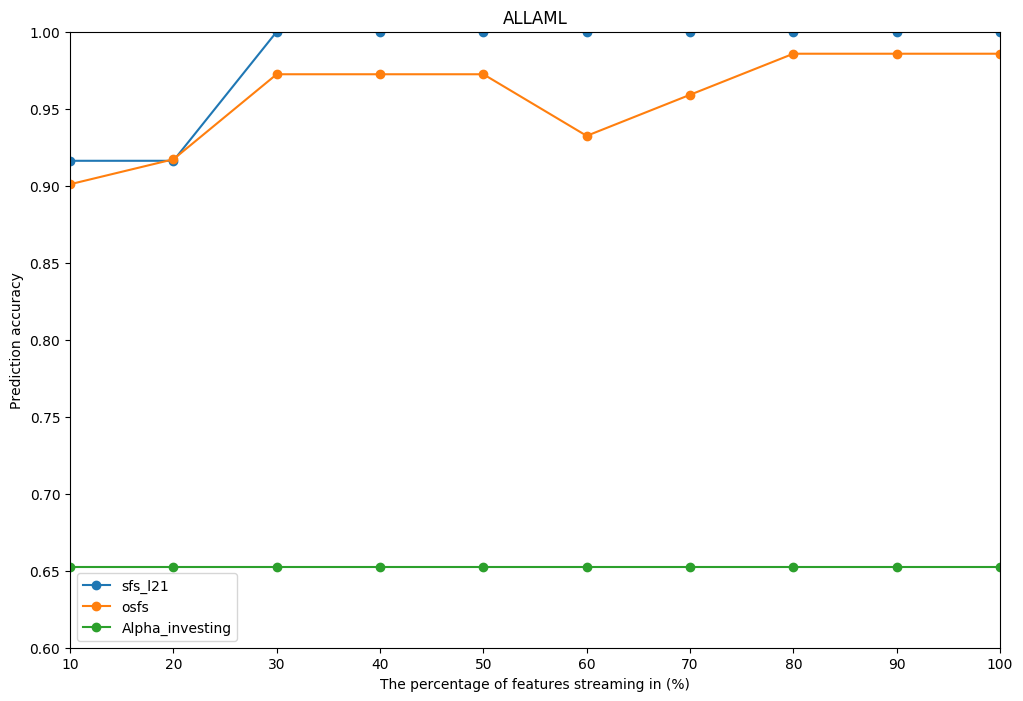 ALLAML
1.00
0.95
0.90
0.85
0.80
0.75
0.70
0.65
0.60
Prediction accuracy
sfs_l21
osfs
Alpha_investing
10 20 30 40 50 60 70 80 90 100
The percentage of features streaming in (%)